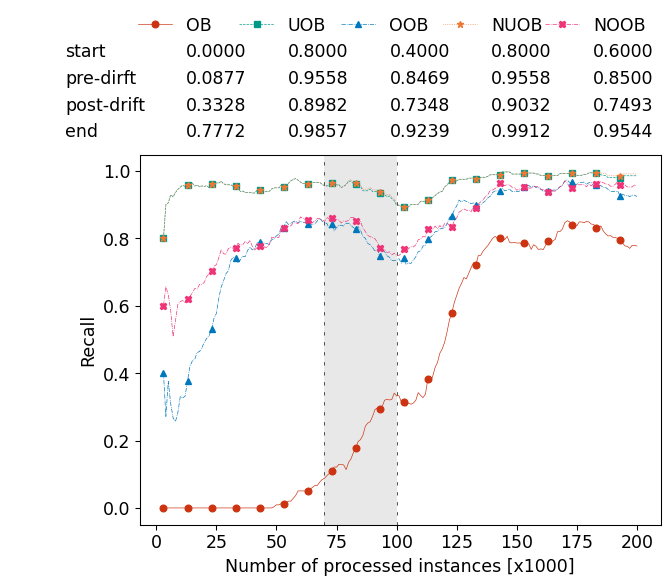 OB UOB OOB NUOB NOOB
start 0.0000 0.8000 0.4000 0.8000 0.6000
pre-dirft 0.0877 0.9558 0.8469 0.9558 0.8500
post-drift 0.3328 0.8982 0.7348 0.9032 0.7493
end 0.7772 0.9857 0.9239 0.9912 0.9544
1.0
0.8
0.6
0.4
0.2
0.0
Recall
0 25 50 75 100 125 150 175 200
Number of processed instances [x1000]